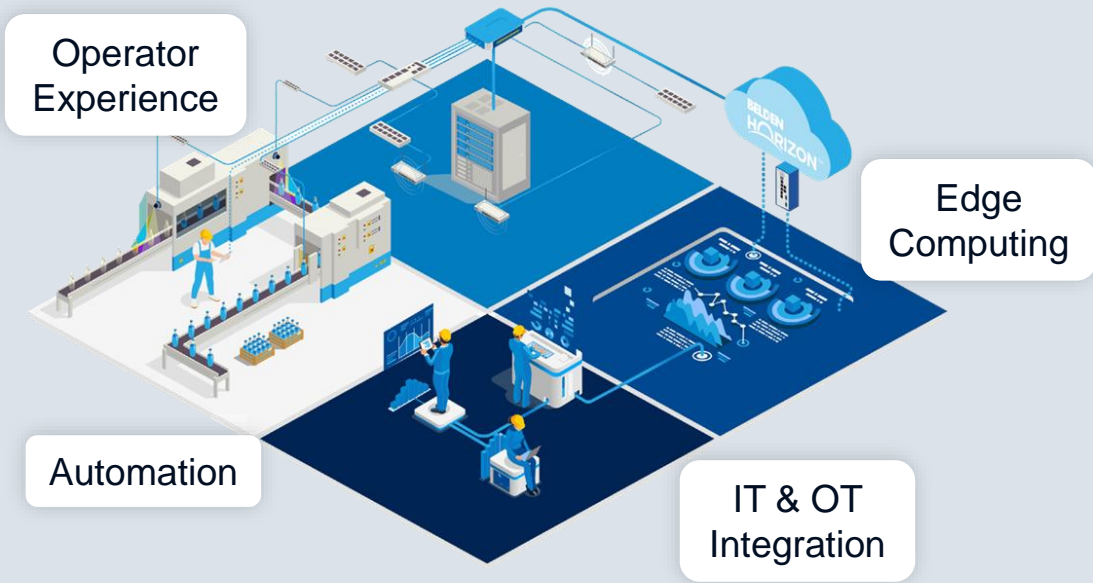 Operator
Experience
BELDEN
HORIZON
Edge
Computing
Automation
IT & OT
Integration